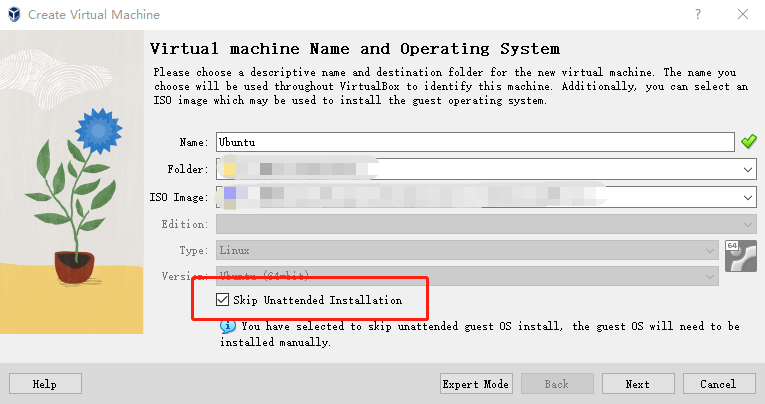 Create Virtual Machine
Virtual machine Name and Operating System
Please choose a descriptive name and destination folder for the new virtual machine. The name you
choose will be used throughout VirtualBox to identify this machine. Additionally, you can select an
ISO image which may be used to install the guest operating system.
Name: Ubuntu
Folder:
ISO Image:
Edition:
Type: Linux
64
Version: Ubuntu (64-bit)
Skip Unattended Installation
You have selected to skip unattended guest OS install, the guest OS will need to be
installed manually.
Help Expert Mode Back Next Cancel